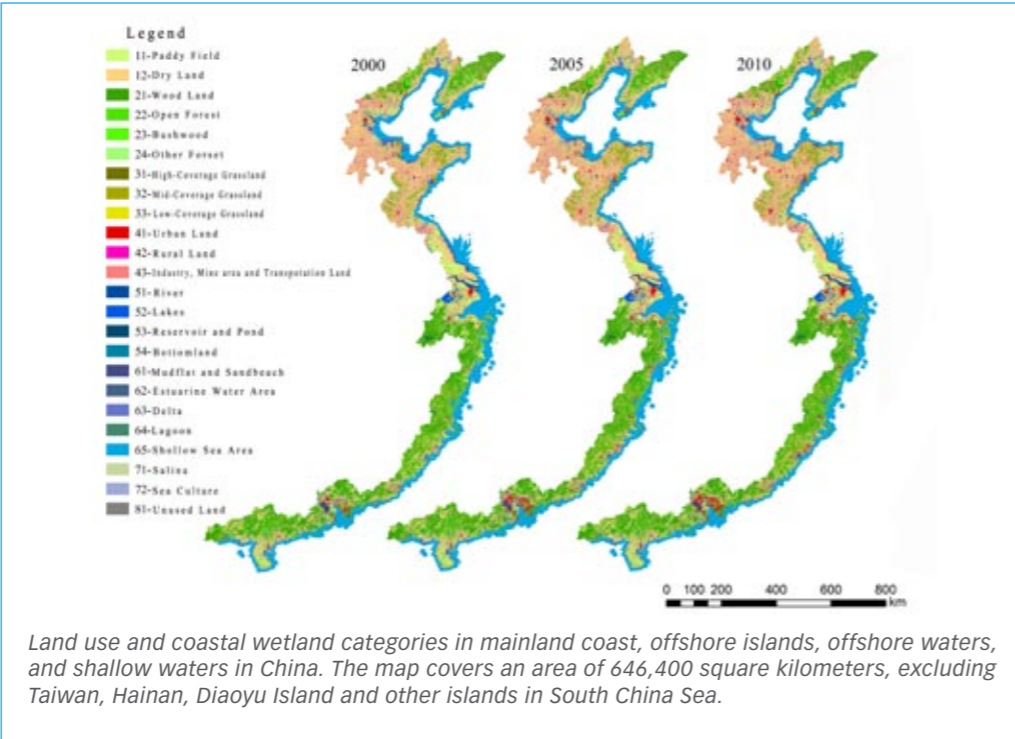 Legend
11-Paddy Field
12-Dry Land
21-Wood Land
22-Open Forest
23-Bushwood
24-Other Forset
31-High-Coverage Grassland
32-Mid-Coverage Grassland
33-Low-Coverage Grassland
41-Urban Land
42-Rural Land
43-Industry, Mine area and Transpotation Land
51-River
52-Lakes
53-Reservoir and Pond
54-Bottomland
61-Mudflat and Sandbeach
62-Estuarine Water Area
63-Delta
64-Lagoon
65-Shollow Sea Area
71-Salina
72-Sea Culture
81-Unused Land
2000 2005 2010
0 100 200 400 600 800
km
Land use and coastal wetland categories in mainland coast, offshore islands, offshore waters,
and shallow waters in China. The map covers an area of 646,400 square kilometers, excluding
Taiwan, Hainan, Diaoyu Island and other islands in South China Sea.